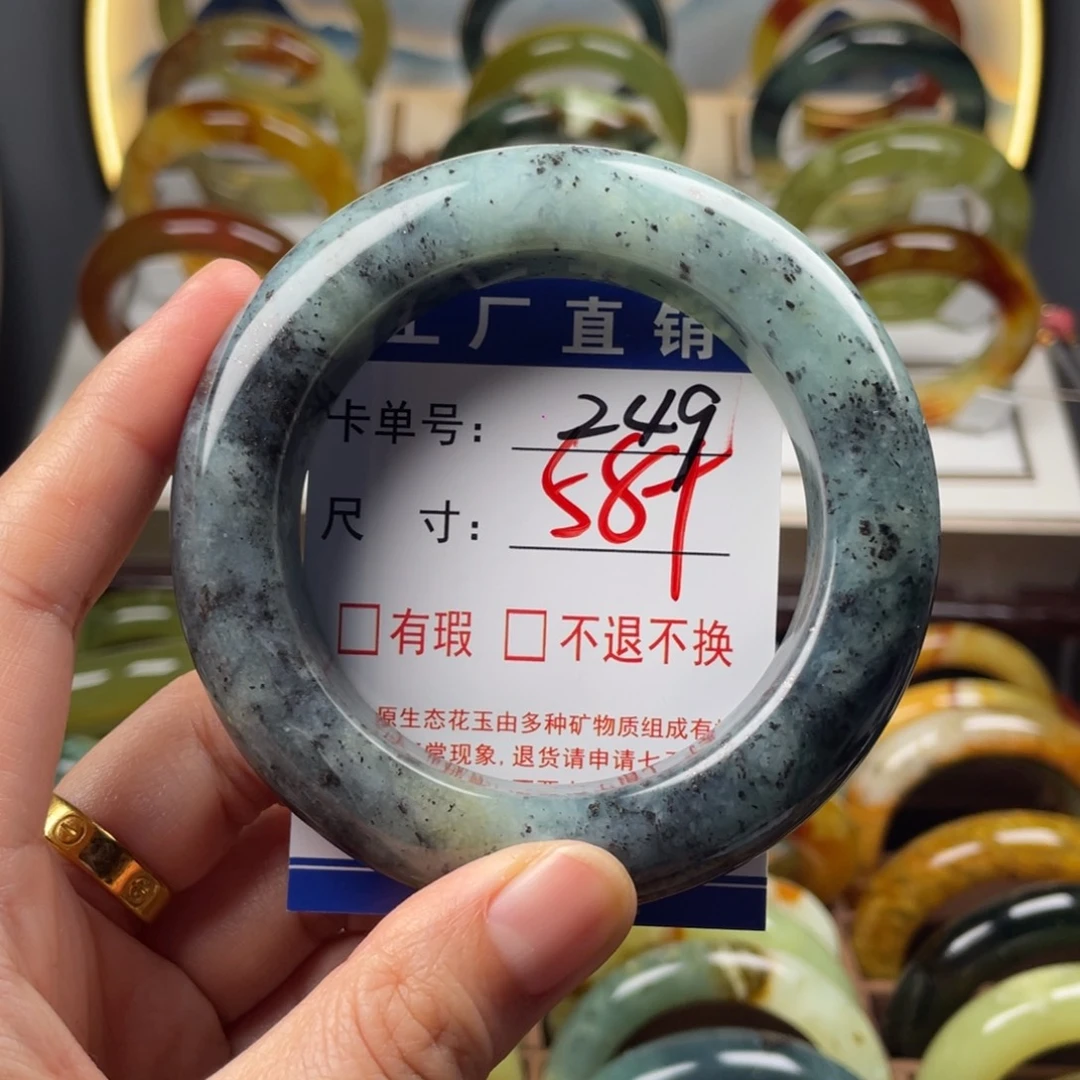 工厂直销
卡单号: 249
尺 寸: 58+
□有瑕 □不退不换
原生态花玉由多种矿物质组成有
常现象,退货请申请七